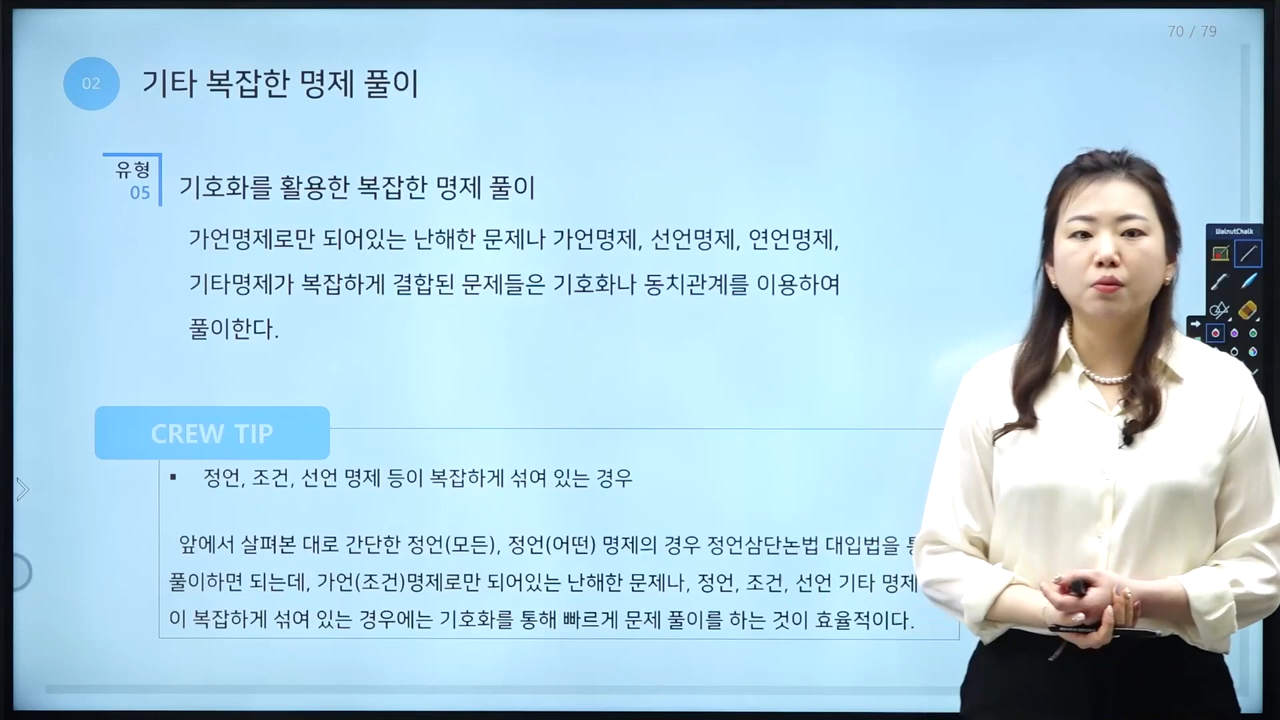 70 / 79
02
기타 복잡한 명제 풀이
유형
05
기호화를 활용한 복잡한 명제 풀이
가언명제로만 되어있는 난해한 문제나 가언명제, 선언명제, 연언명제,
기타명제가 복잡하게 결합된 문제들은 기호화나 동치관계를 이용하여
풀이한다.
WalnutChalk
CREW TIP
▪ 정언, 조건, 선언 명제 등이 복잡하게 섞여 있는 경우
앞에서 살펴본 대로 간단한 정언(모든), 정언(어떤) 명제의 경우 정언삼단논법 대입법을
풀이하면 되는데, 가언(조건)명제로만 되어있는 난해한 문제나, 정언, 조건, 선언 기타 명제
이 복잡하게 섞여 있는 경우에는 기호화를 통해 빠르게 문제 풀이를 하는 것이 효율적이다.